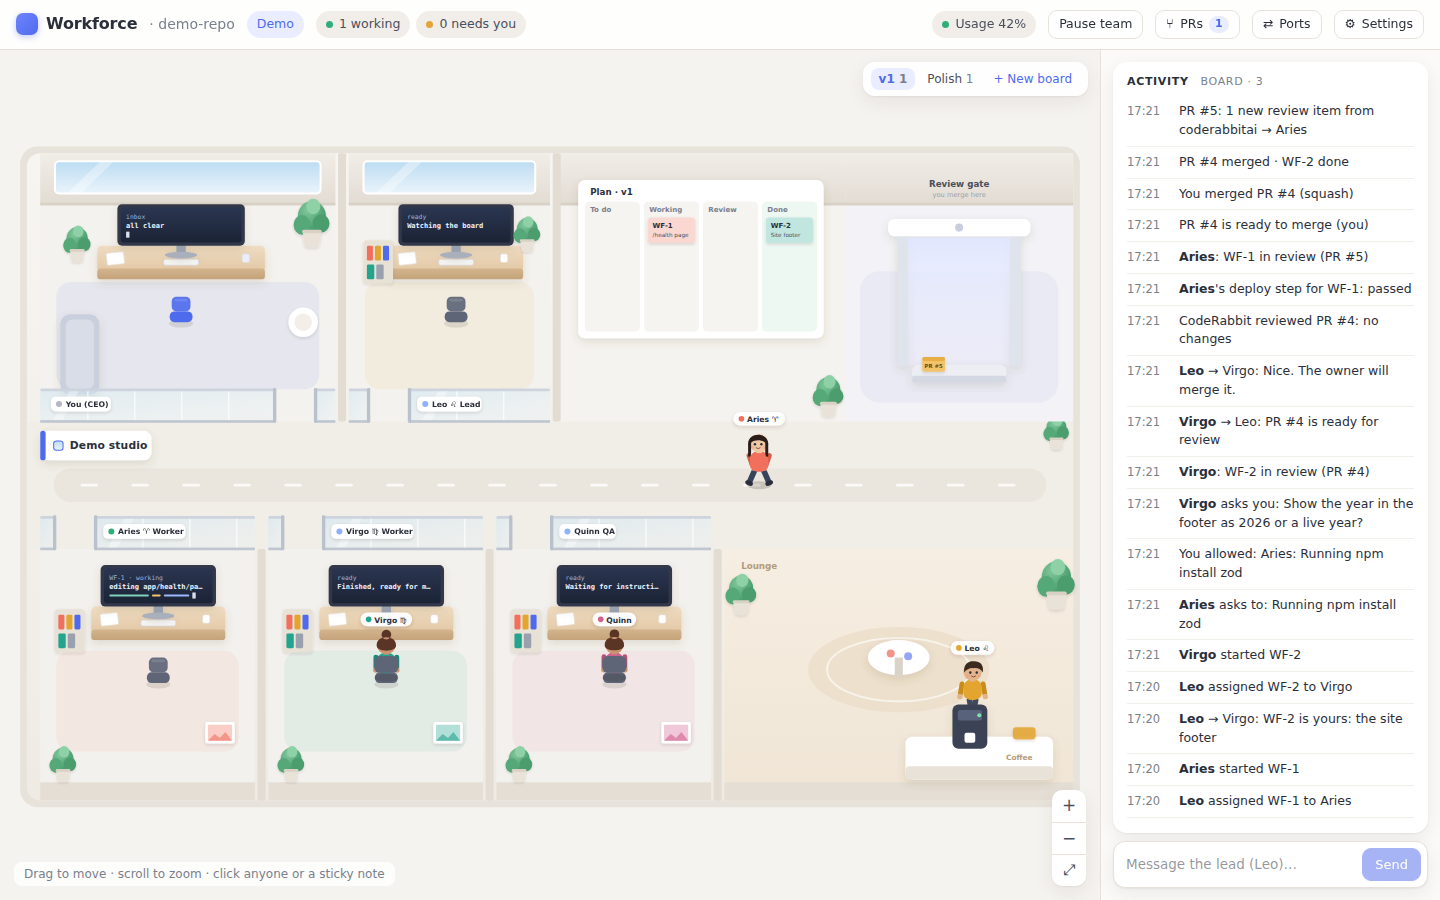 Workforce · demo-repo Demo 1 working 0 needs you Usage 42% Pause team PRs 1 Ports Settings
v1 1 Polish 1 + New board
Review gate
you merge here
Plan · v1
To do Working Review Done
WF-1
/health page
WF-2
Site footer
inbox
all clear
ready
Watching the board
PR #5
You (CEO)
Leo ♌ Lead
Aries ♈
Demo studio
Aries ♈ Worker
Virgo ♍ Worker
Quinn QA
WF-1 · working
editing app/health/pa…
ready
Finished, ready for m…
ready
Waiting for instructi…
Virgo ♍
Quinn
Lounge
Leo ♌
Coffee
+
−
Drag to move · scroll to zoom · click anyone or a sticky note
ACTIVITY BOARD · 3
17:21 PR #5: 1 new review item from
coderabbitai → Aries
17:21 PR #4 merged · WF-2 done
17:21 You merged PR #4 (squash)
17:21 PR #4 is ready to merge (you)
17:21 Aries: WF-1 in review (PR #5)
17:21 Aries's deploy step for WF-1: passed
17:21 CodeRabbit reviewed PR #4: no
changes
17:21 Leo → Virgo: Nice. The owner will
merge it.
17:21 Virgo → Leo: PR #4 is ready for
review
17:21 Virgo: WF-2 in review (PR #4)
17:21 Virgo asks you: Show the year in the
footer as 2026 or a live year?
17:21 You allowed: Aries: Running npm
install zod
17:21 Aries asks to: Running npm install
zod
17:21 Virgo started WF-2
17:20 Leo assigned WF-2 to Virgo
17:20 Leo → Virgo: WF-2 is yours: the site
footer
17:20 Aries started WF-1
17:20 Leo assigned WF-1 to Aries
Message the lead (Leo)… Send